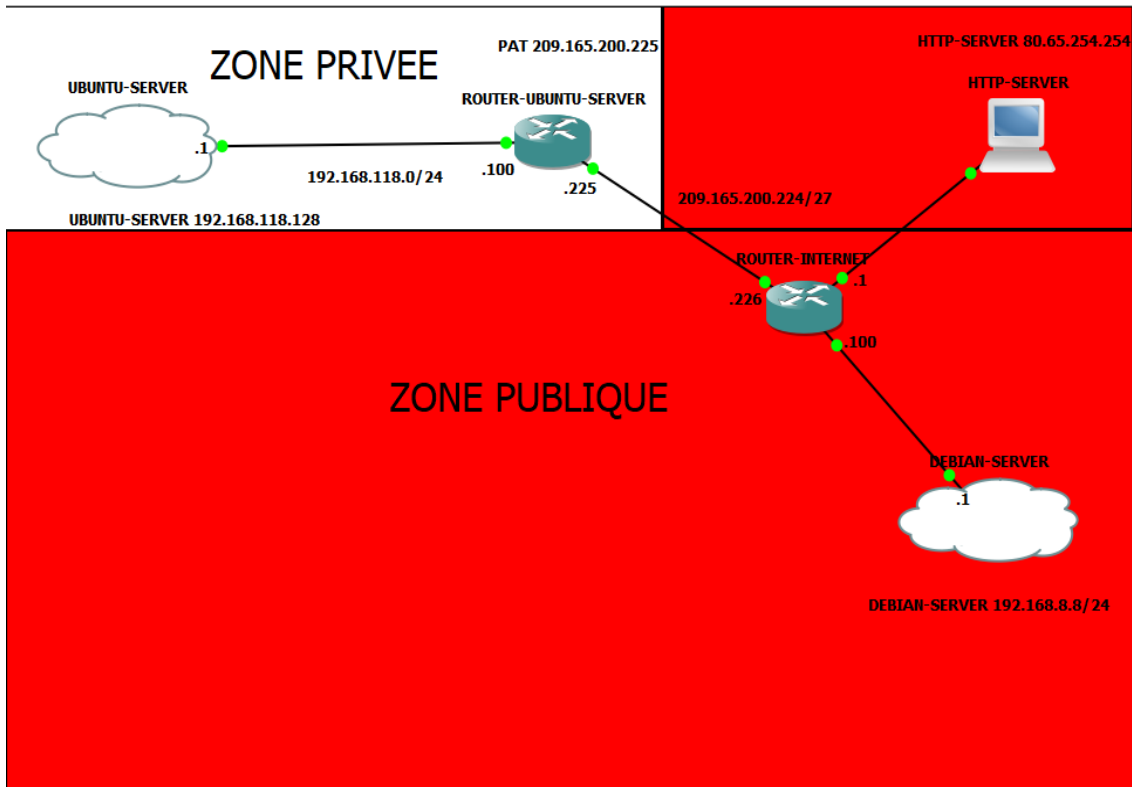 PAT 209.165.200.225
HTTP-SERVER 80.65.254.254
ZONE PRIVEE
HTTP-SERVER
UBUNTU-SERVER
ROUTER-UBUNTU-SERVER
.1
.100
192.168.118.0/24
.225
209.165.200.224/27
UBUNTU-SERVER 192.168.118.128
ROUTER-INTERNET
.1
.226
.100
ZONE PUBLIQUE
DEBIAN-SERVER
.1
DEBIAN-SERVER 192.168.8.8/24